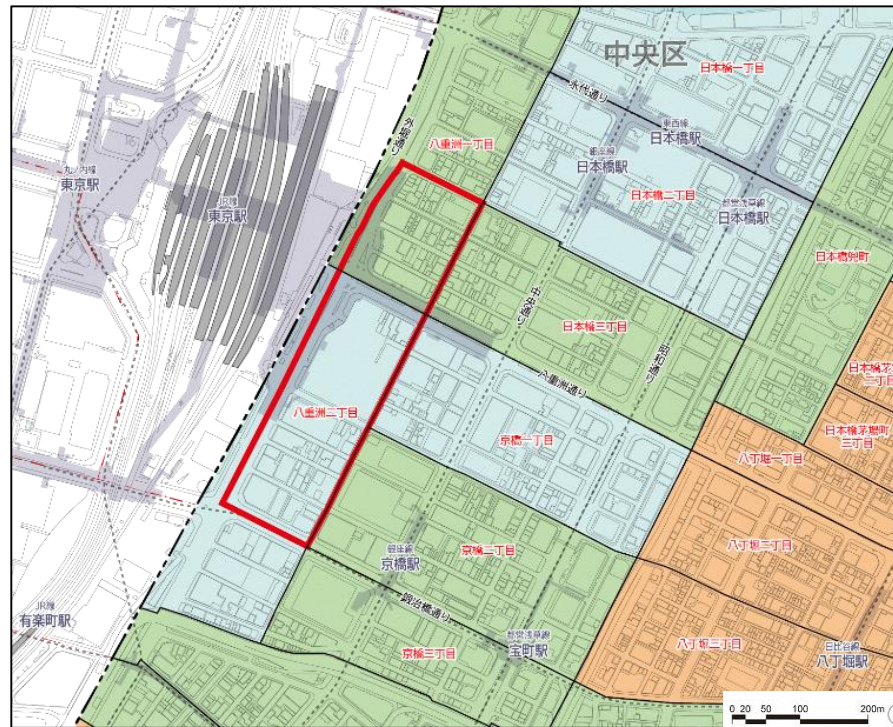 中央区
日本橋一丁目
永代通り
東西線
日本橋駅
外堀通り
八重洲一丁目
銀座線
日本橋駅
丸ノ内線
東京駅
JR線
東京駅
日本橋二丁目
都営浅草線
日本橋駅
日本橋兜町
中央通り
日本橋三丁目
昭和通り
日本橋茅場町
二丁目
八重洲通り
日本橋茅場町
三丁目
八重洲二丁目
京橋一丁目
八丁堀一丁目
八丁堀二丁目
銀座線
京橋駅
京橋二丁目
鍛冶橋通り
JR線
有楽町駅
都営浅草線
宝町駅
京橋三丁目
八丁堀三丁目
日比谷線
八丁堀駅
0 20 50 100 200m